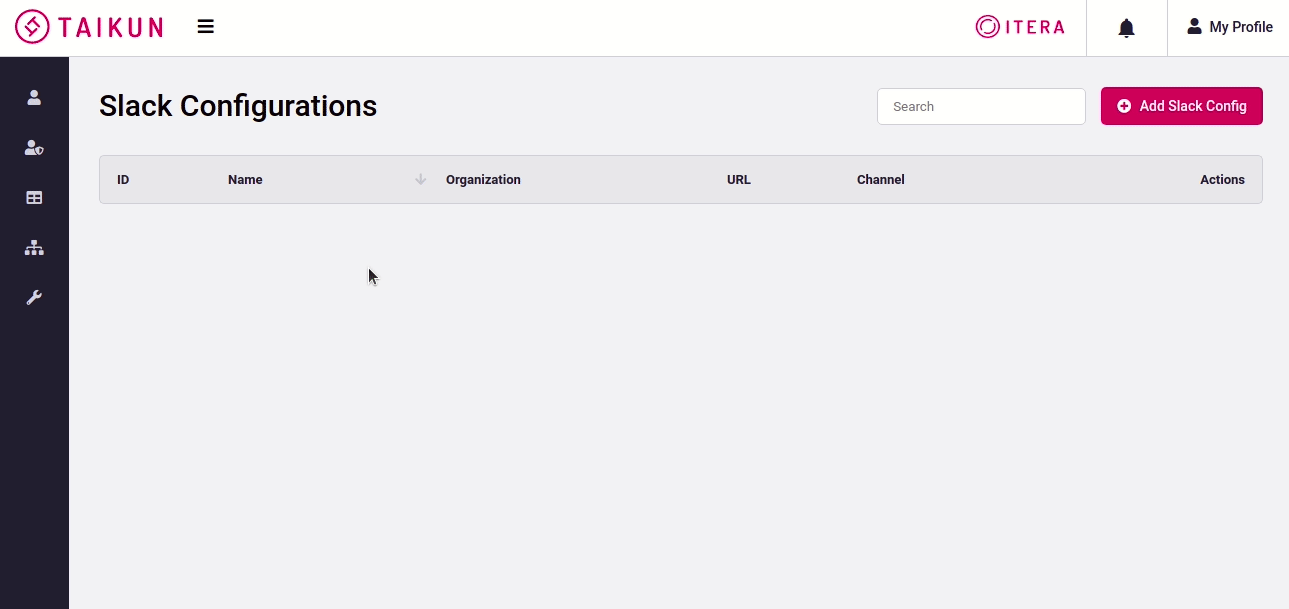 TAIKUN
ITERA
My Profile
Slack Configurations
Search
Add Slack Config
ID Name Organization URL Channel Actions